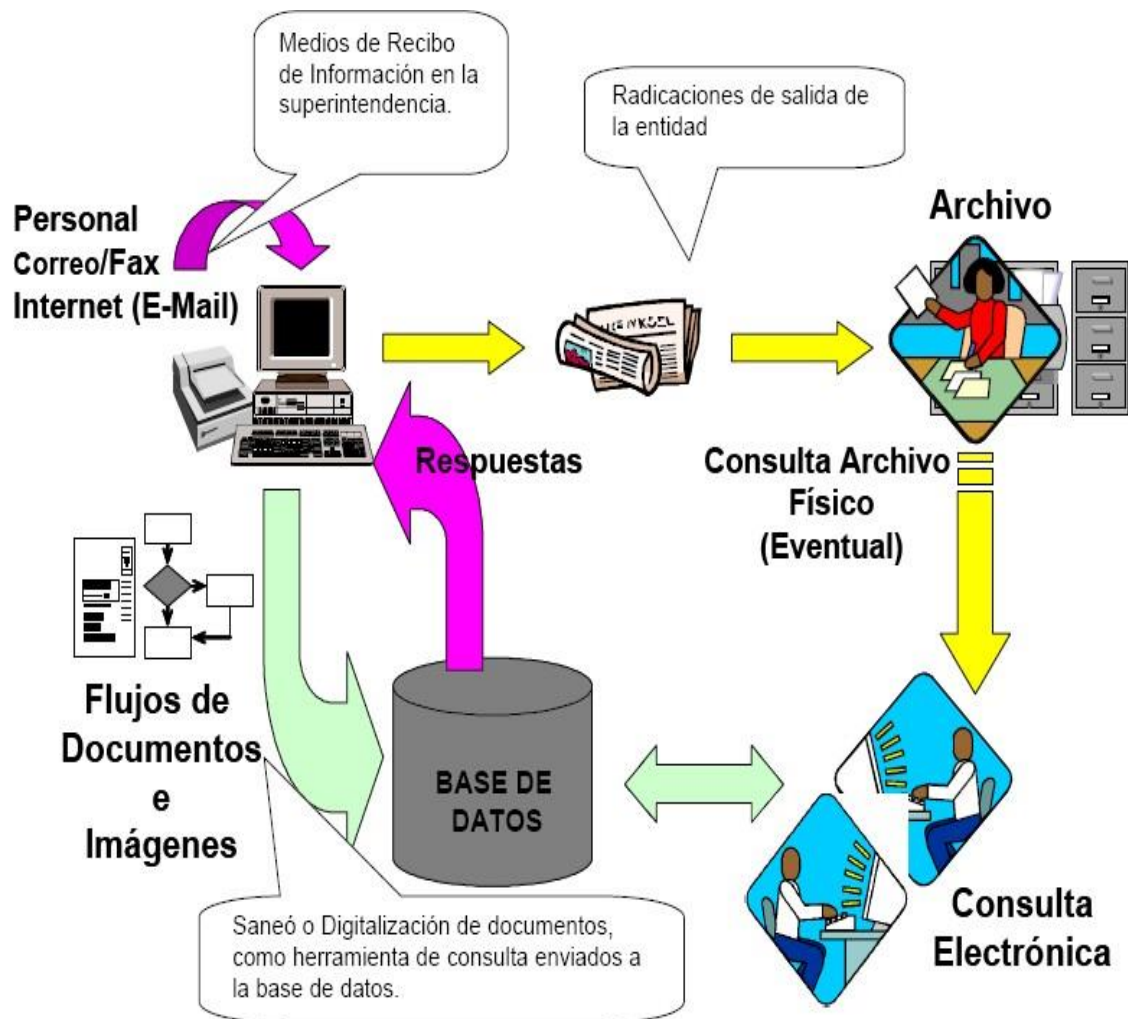 Medios de Recibo
de Información en la
superintendencia.
Radicaciones de salida de
la entidad
Personal
Correo/Fax
Internet (E-Mail)
Archivo
Respuestas
Consulta Archivo
Físico
(Eventual)
Flujos de
Documentos
e
Imágenes
BASE DE
DATOS
Consulta
Electrónica
Saneó o Digitalización de documentos,
como herramienta de consulta enviados a
la base de datos.